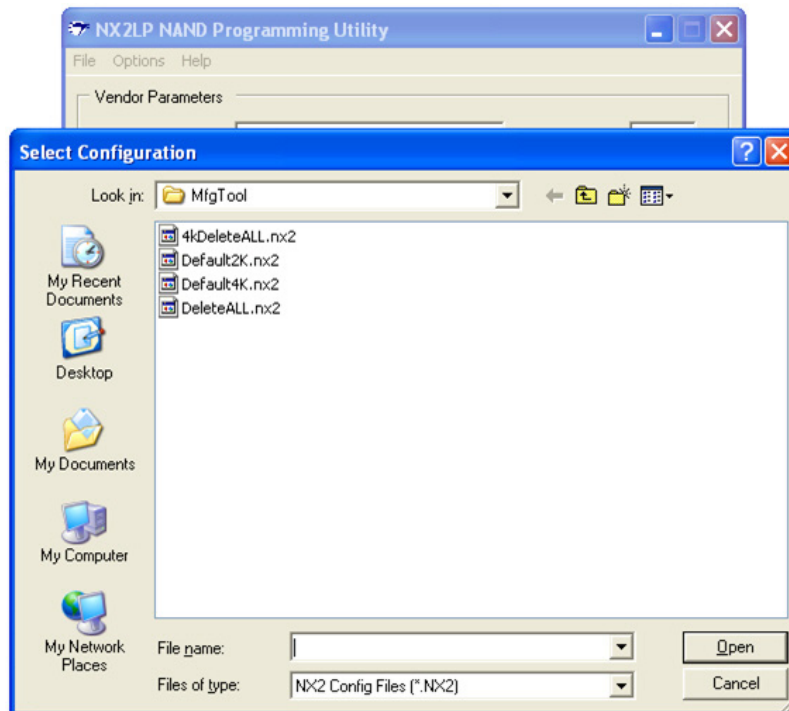 NX2LP NAND Programming Utility
File Options Help
Vendor Parameters
Select Configuration
Look in: MfgTool
4kDeleteALL.nx2
Default2K.nx2
Default4K.nx2
DeleteALL.nx2
My Recent
Documents
Desktop
My Documents
My Computer
My Network
Places
File name:
Open
Files of type: NX2 Config Files (*.NX2)
Cancel